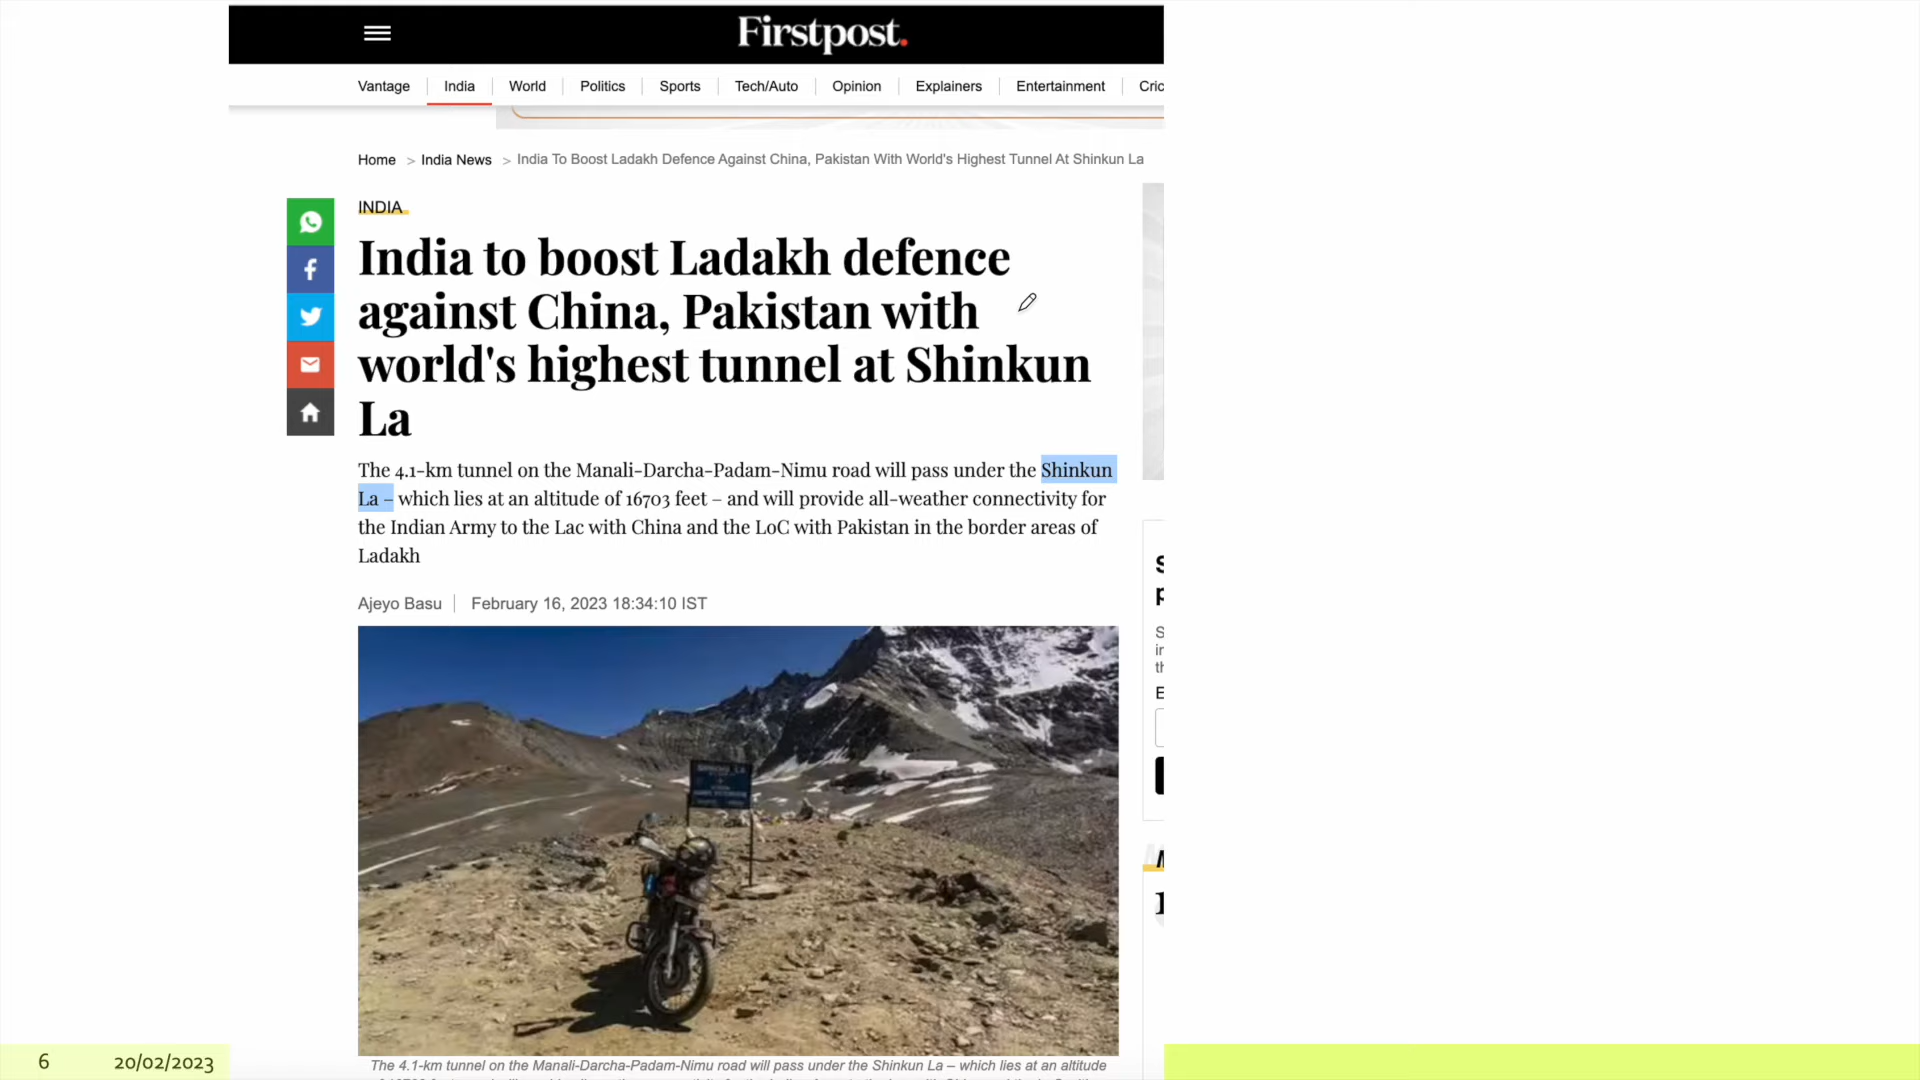 Firstpost.
Vantage India World Politics Sports Tech/Auto Opinion Explainers Entertainment Cric
Home > India News > India To Boost Ladakh Defence Against China, Pakistan With World's Highest Tunnel At Shinkun La
INDIA
India to boost Ladakh defence
against China, Pakistan with
world's highest tunnel at Shinkun
La
The 4.1-km tunnel on the Manali-Darcha-Padam-Nimu road will pass under the Shinkun
La – which lies at an altitude of 16703 feet – and will provide all-weather connectivity for
the Indian Army to the Lac with China and the LoC with Pakistan in the border areas of
Ladakh
Ajeyo Basu | February 16, 2023 18:34:10 IST
The 4.1-km tunnel on the Manali-Darcha-Padam-Nimu road will pass under the Shinkun La – which lies at an altitude
6 20/02/2023